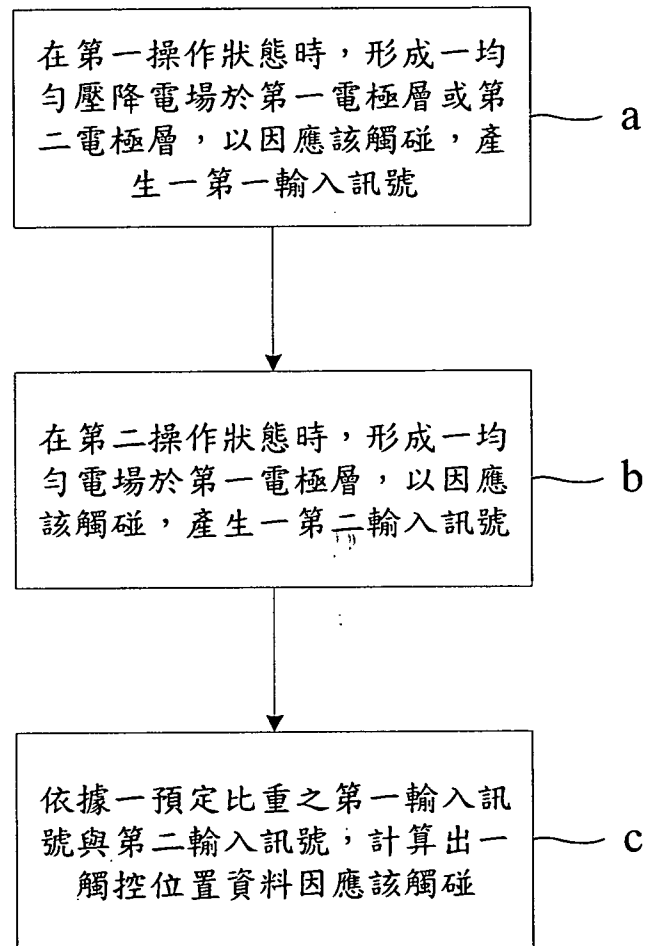 在第一操作狀態時，形成一均
勻壓降電場於第一電極層或第
二電極層，以因應該觸碰，產
生一第一輸入訊號
a
在第二操作狀態時，形成一均
勻電場於第一電極層，以因應
該觸碰，產生一第二輸入訊號
b
依據一預定比重之第一輸入訊
號與第二輸入訊號，計算出一
觸控位置資料因應該觸碰
c